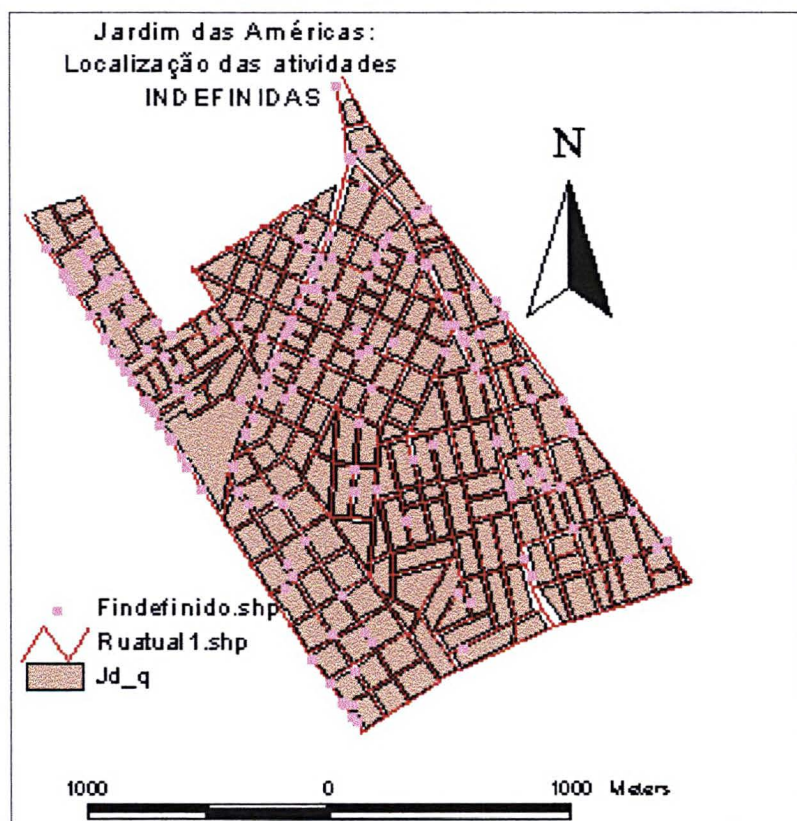 Jardim das Américas:
Localização das atividades
INDEFINIDAS
N
Findefinido.shp
Ruatual1.shp
Jd_q
1000 0 1000 Meters